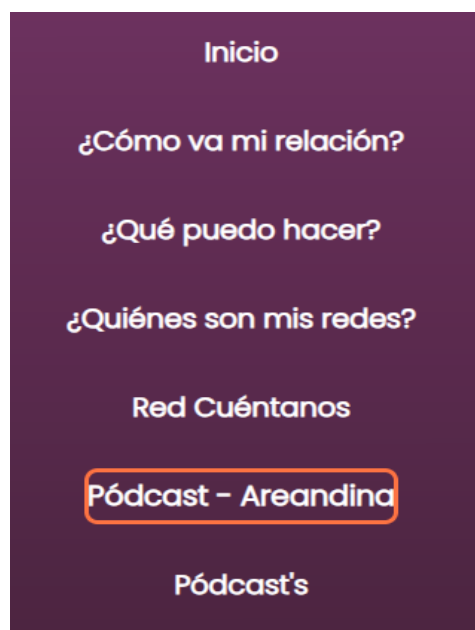 Inicio
¿Cómo va mi relación?
¿Qué puedo hacer?
¿Quiénes son mis redes?
Red Cuéntanos
Pódcast - Areandina
Pódcast's